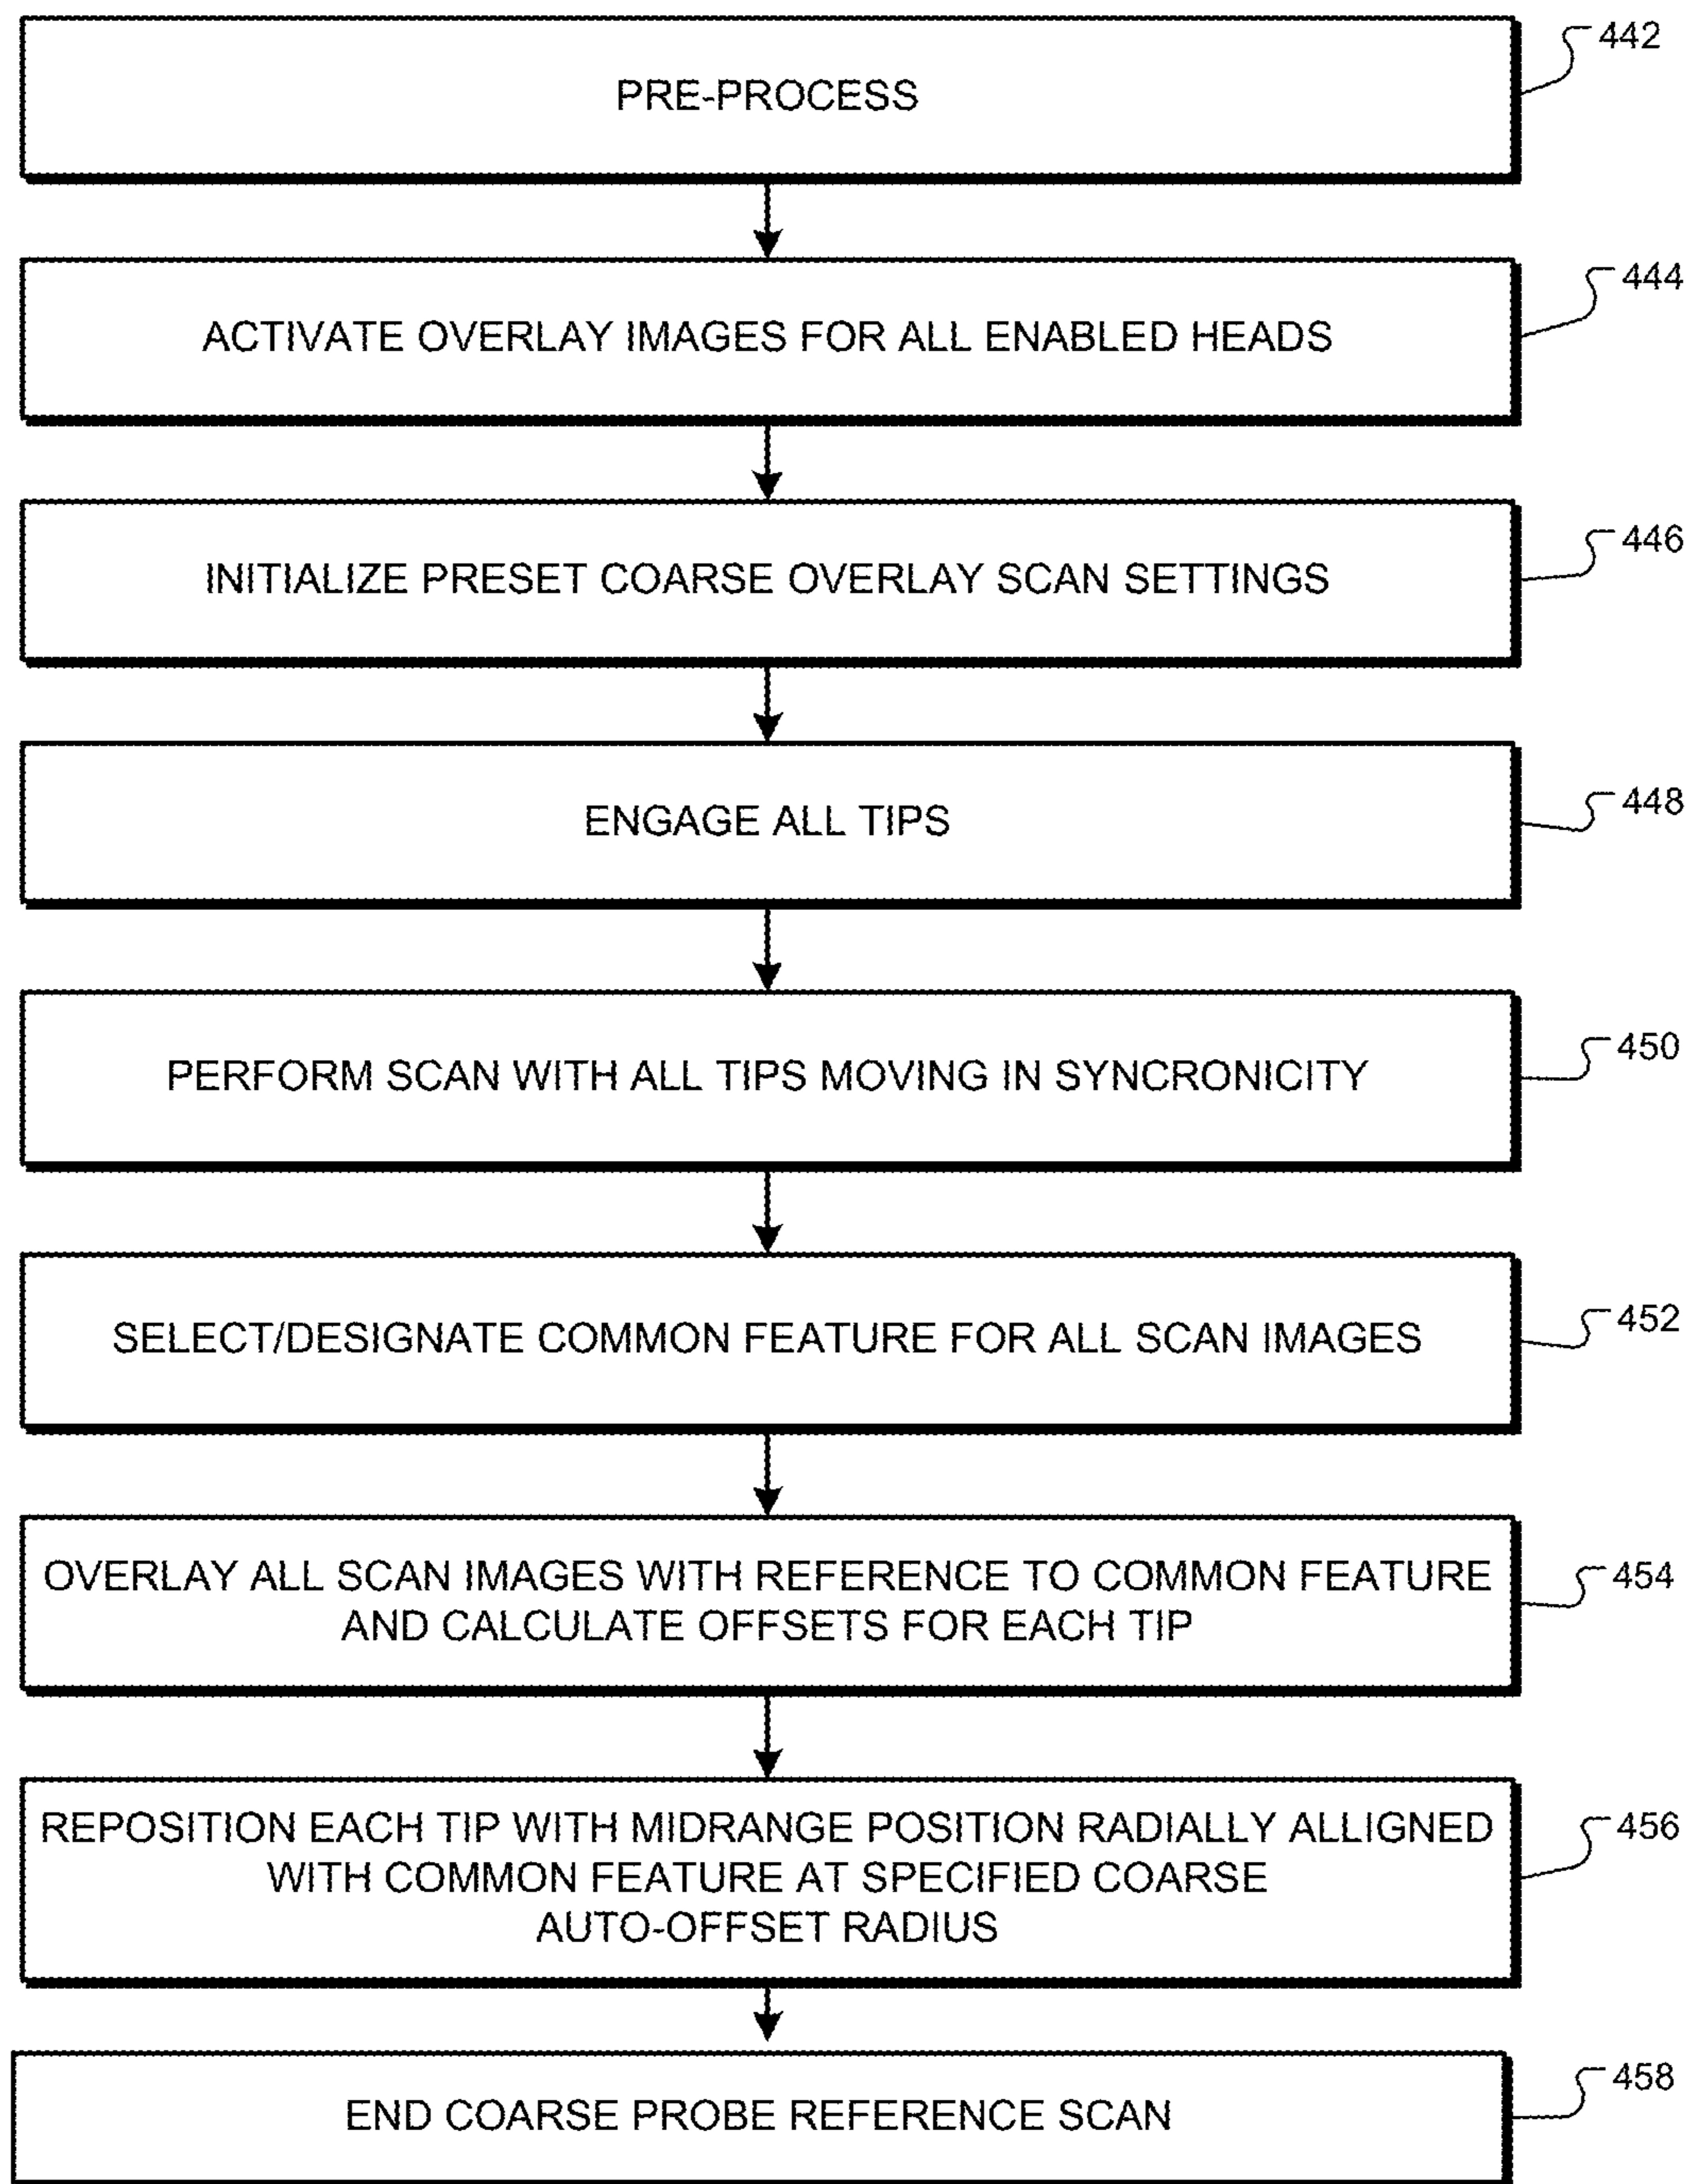 PRE-PROCESS
442
ACTIVATE OVERLAY IMAGES FOR ALL ENABLED HEADS
444
INITIALIZE PRESET COARSE OVERLAY SCAN SETTINGS
446
ENGAGE ALL TIPS
448
PERFORM SCAN WITH ALL TIPS MOVING IN SYNCRONICITY
450
SELECT/DESIGNATE COMMON FEATURE FOR ALL SCAN IMAGES
452
OVERLAY ALL SCAN IMAGES WITH REFERENCE TO COMMON FEATURE
AND CALCULATE OFFSETS FOR EACH TIP
454
REPOSITION EACH TIP WITH MIDRANGE POSITION RADIALLY ALLIGNED
WITH COMMON FEATURE AT SPECIFIED COARSE
AUTO-OFFSET RADIUS
456
END COARSE PROBE REFERENCE SCAN
458